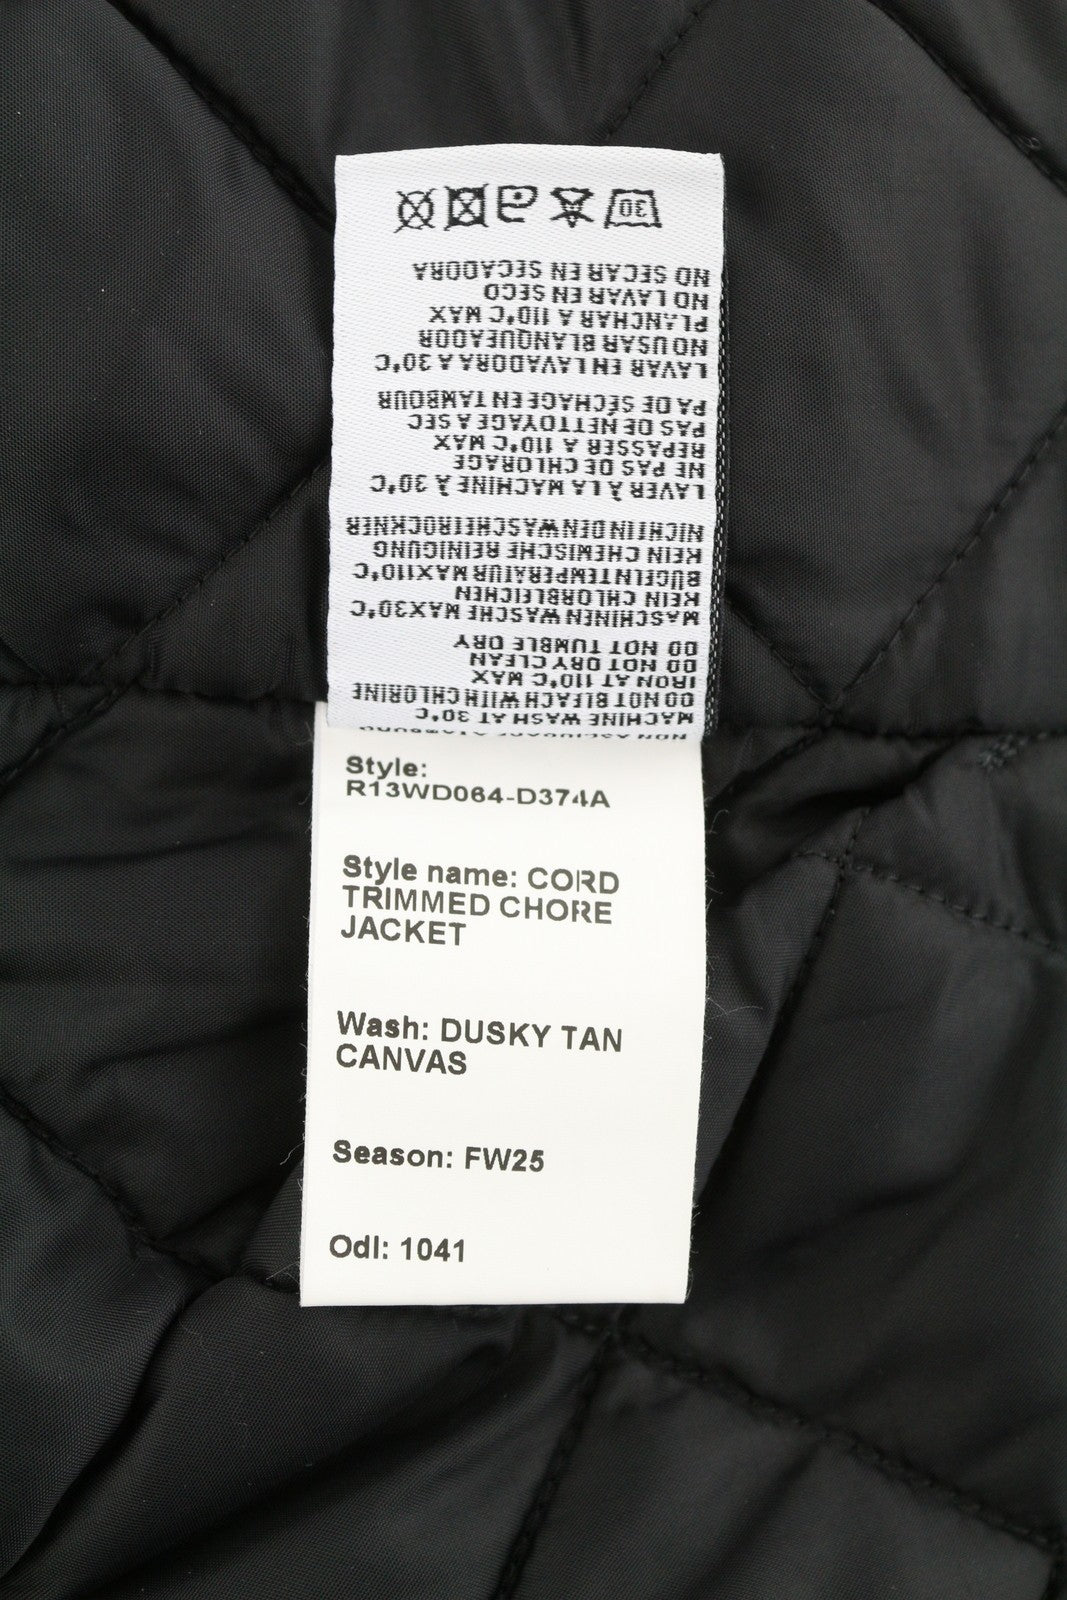 MACHINE WASH AT 30°C
DO NOT BLEACH WITH CHLORINE
IRON AT 110°C MAX
DO NOT DRY CLEAN
DO NOT TUMBLE DRY
MASCHINEN WASCHE MAX30°C
KEIN CHLORBLEICHEN
BÜGELNTEMPERATUR MAX110°C
KEIN CHEMISCHE REINIGUNG
NICHT IN DEN WASCHETROCKNER
LAVER À LA MACHINE À 30°C
NE PAS DE CHLORAGE
REPASSER A 110°C MAX
PAS DE NETTOYAGE A SEC
PA DE SÉCHAGE EN TAMBOUR
LAVAR EN LAVADORA A 30°C
NO USAR BLANQUEADOR
PLANCHAR A 110°C MAX
NO LAVAR EN SECO
NO SECAR EN SECADORA
30
Style:
R13WD064-D374A
Style name: CORD
TRIMMED CHORE
JACKET
Wash: DUSKY TAN
CANVAS
Season: FW25
Odl: 1041